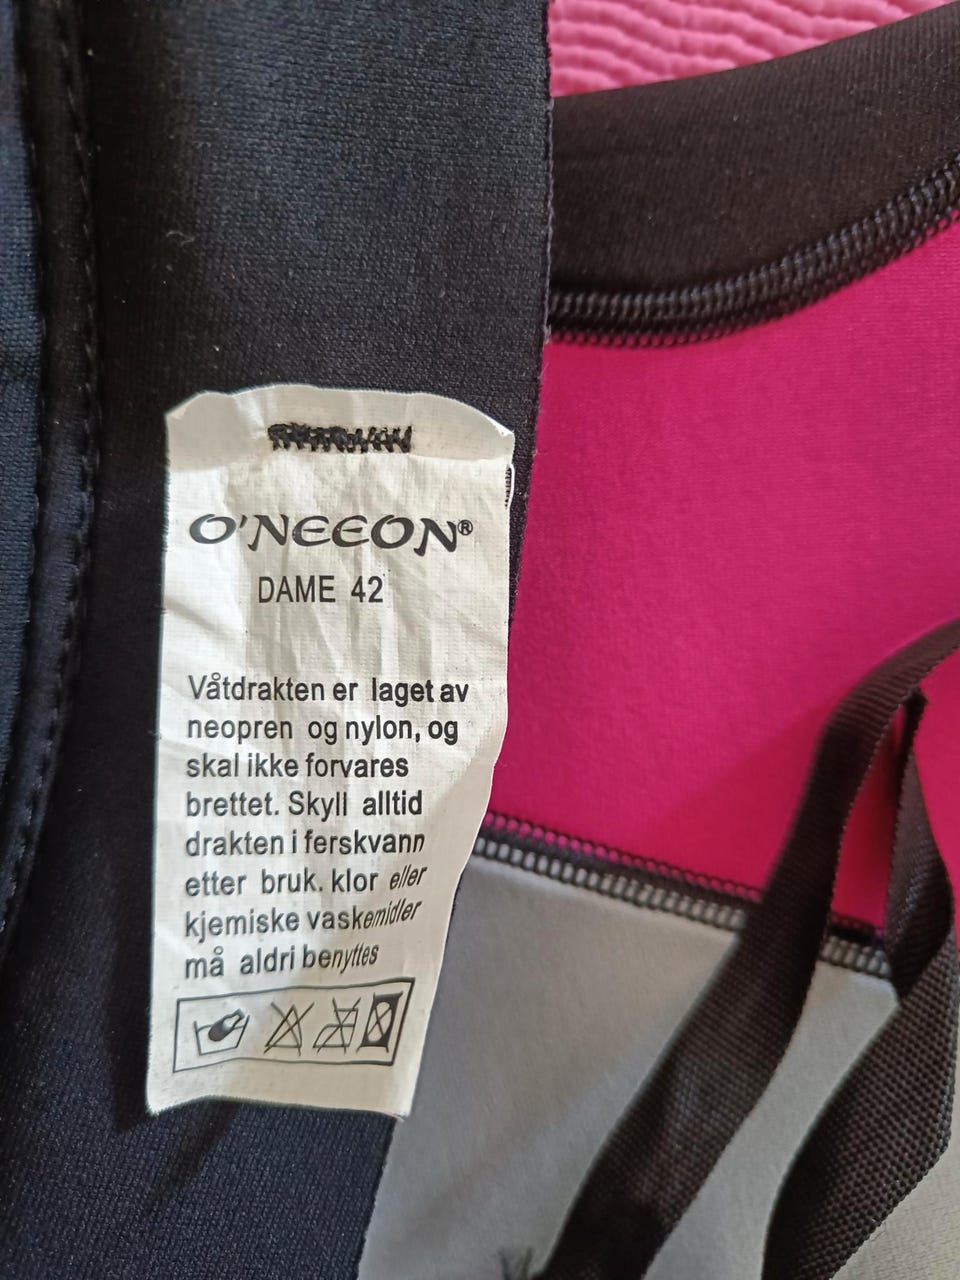 O'NEEON®
DAME 42
Våtdrakten er laget av
neopren og nylon, og
skal ikke forvares
brettet. Skyll alltid
drakten i ferskvann
etter bruk. klor eller
kjemiske vaskemidler
må aldri benyttes